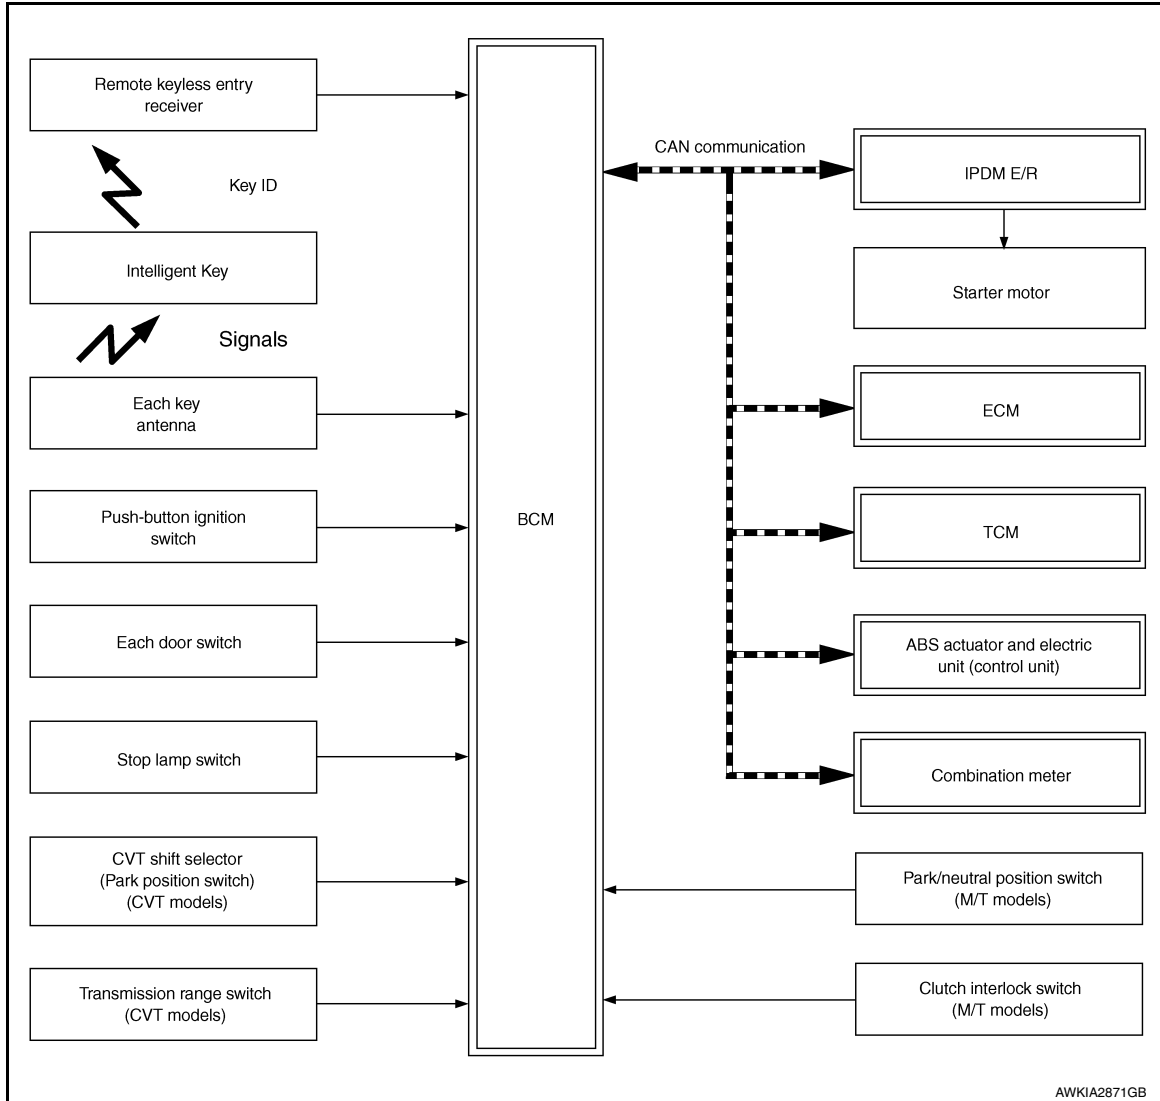 Remote keyless entry
receiver
Key ID
Intelligent Key
Signals
Each key
antenna
Push-button ignition
switch
Each door switch
Stop lamp switch
CVT shift selector
(Park position switch)
(CVT models)
Transmission range switch
(CVT models)
BCM
CAN communication
IPDM E/R
Starter motor
ECM
TCM
ABS actuator and electric
unit (control unit)
Combination meter
Park/neutral position switch
(M/T models)
Clutch interlock switch
(M/T models)
AWKIA2871GB